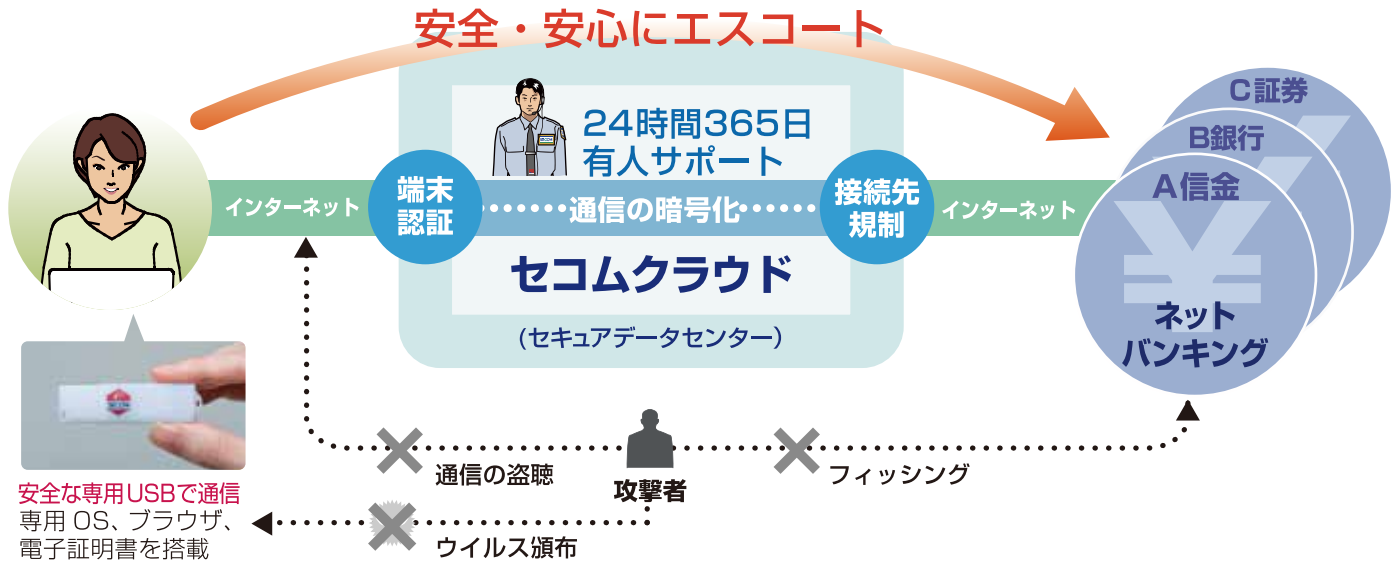 安全・安心にエスコート
24時間365日
有人サポート
インターネット
端末
認証
通信の暗号化
接続先
規制
インターネット
セコムクラウド
(セキュアデータセンター)
C証券
B銀行
A信金
ネット
バンキング
通信の盗聴
攻撃者
フィッシング
ウイルス頒布
安全な専用USBで通信
専用OS、ブラウザ、
電子証明書を搭載